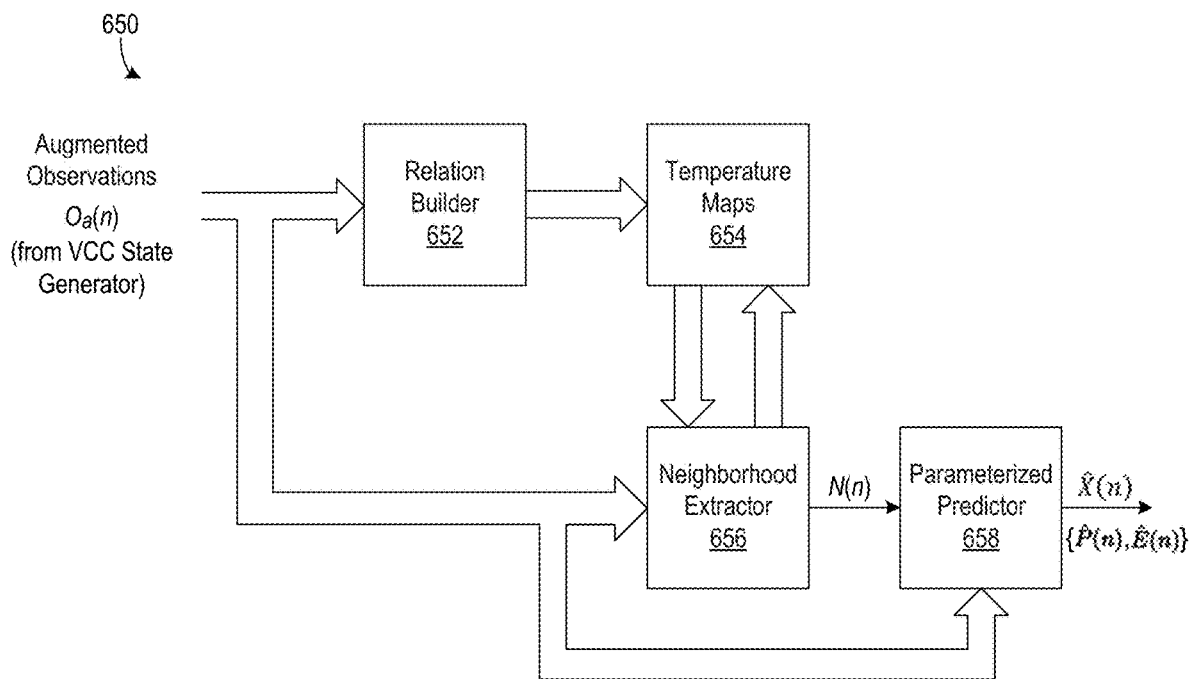 650
Augmented
Observations
Oₐ(n)
(from VCC State
Generator)
Relation
Builder
652
Temperature
Maps
654
Neighborhood
Extractor
656
N(n)
Parameterized
Predictor
658
X̂(n)
{P̂(n),Ê(n)}